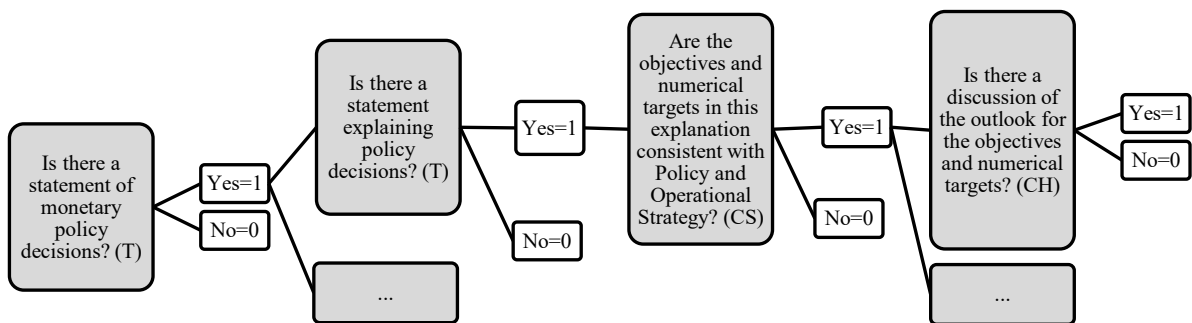 Is there a
statement of
monetary
policy
decisions? (T)
Yes=1
No=0
Is there a
statement
explaining
policy
decisions? (T)
...
Yes=1
No=0
Are the
objectives and
numerical
targets in this
explanation
consistent with
Policy and
Operational
Strategy? (CS)
Yes=1
No=0
Is there a
discussion of
the outlook for
the objectives
and numerical
targets? (CH)
...
Yes=1
No=0